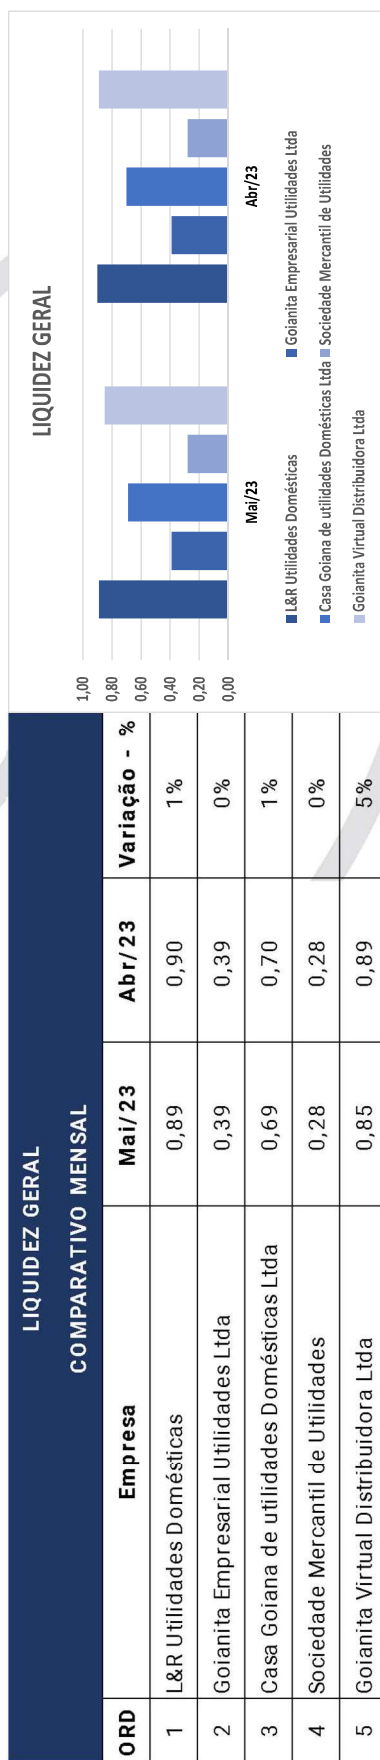 LIQUIDEZ GERAL
COMPARATIVO MENSAL
ORD Empresa Mai/23 Abr/23 Variação - %
1 L&R Utilidades Domésticas 0,89 0,90 1%
2 Goianita Empresarial Utilidades Ltda 0,39 0,39 0%
3 Casa Goiana de utilidades Domésticas Ltda 0,69 0,70 1%
4 Sociedade Mercantil de Utilidades 0,28 0,28 0%
5 Goianita Virtual Distribuidora Ltda 0,85 0,89 5%
LIQUIDEZ GERAL
1,00
0,80
0,60
0,40
0,20
0,00
Mai/23 Abr/23
L&R Utilidades Domésticas Goianita Empresarial Utilidades Ltda
Casa Goiana de utilidades Domésticas Ltda Sociedade Mercantil de Utilidades
Goianita Virtual Distribuidora Ltda